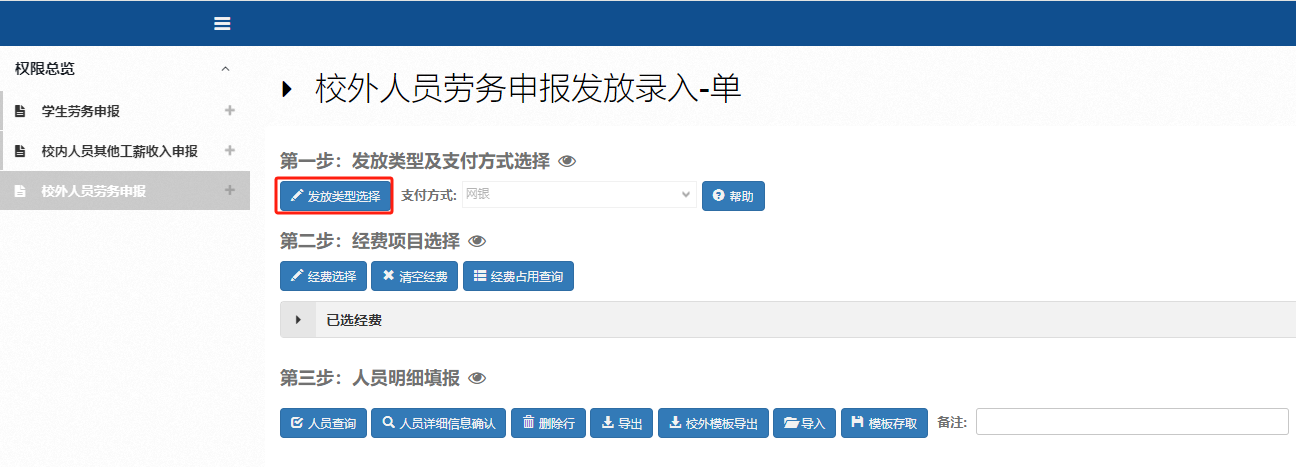 权限总览
学生劳务申报
校内人员其他工薪收入申报
校外人员劳务申报
校外人员劳务申报发放录入-单
第一步：发放类型及支付方式选择
发放类型选择 支付方式: 网银 帮助
第二步：经费项目选择
经费选择 清空经费 经费占用查询
已选经费
第三步：人员明细填报
人员查询 人员详细信息确认 删除行 导出 校外模板导出 导入 模板存取 备注: